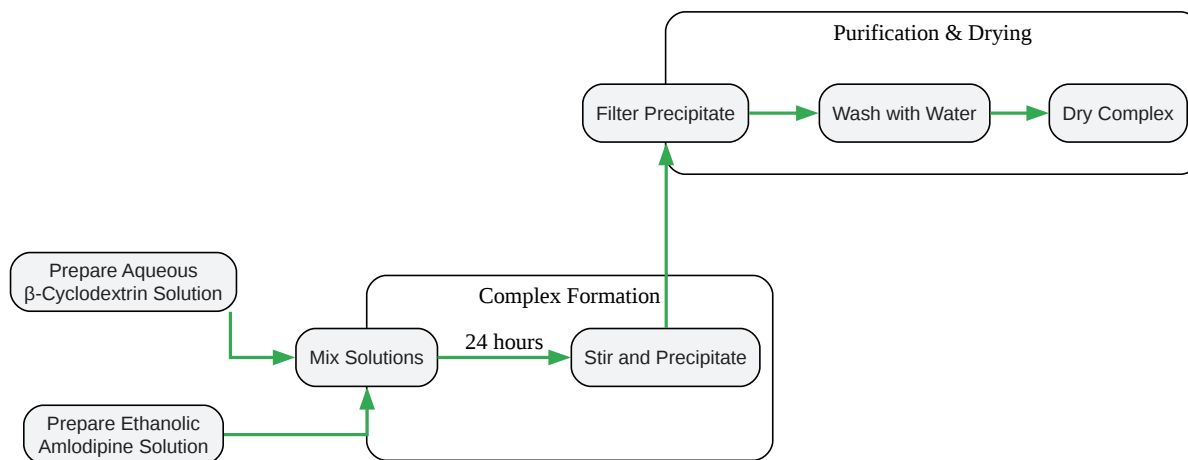 Purification & Drying
Filter Precipitate
Wash with Water
Dry Complex
Prepare Aqueous
β-Cyclodextrin Solution
Complex Formation
Mix Solutions
24 hours
Stir and Precipitate
Prepare Ethanolic
Amlodipine Solution